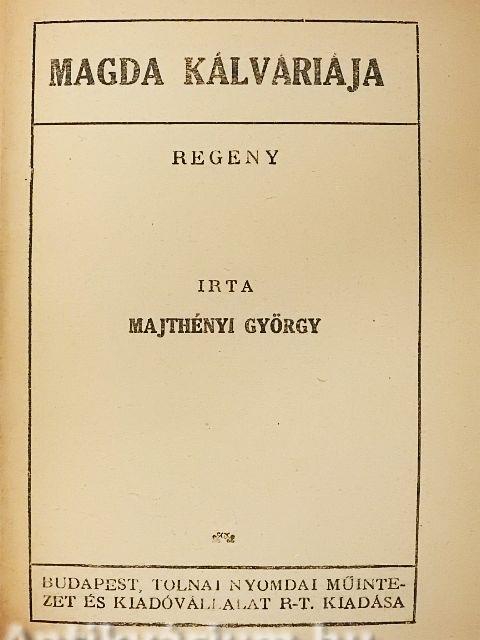 MAGDA KÁLVÁRIÁJA
REGENY
IRTA
MAJTHÉNYI GYÖRGY
BUDAPEST, TOLNAI NYOMDAI MŰINTE-
ZET ÉS KIADÓVÁLLALAT R-T. KIADÁSA